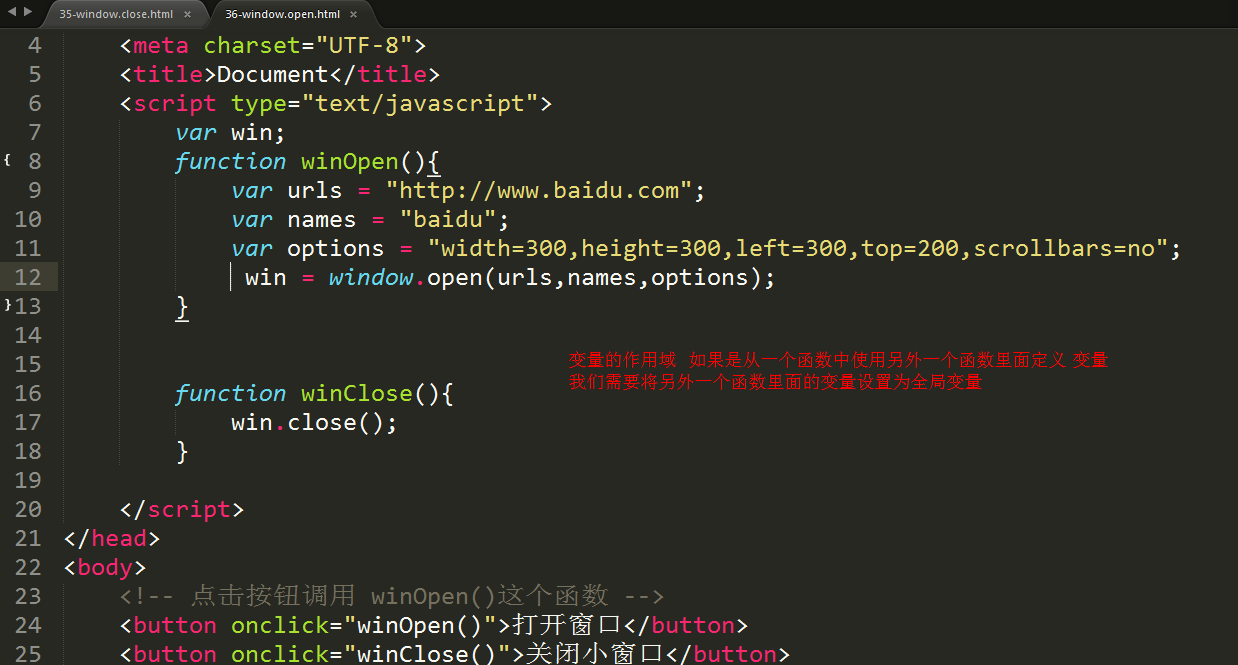 35-window.close.html × 36-window.open.html ×
4 <meta charset="UTF-8">
5 <title>Document</title>
6 <script type="text/javascript">
7 var win;
{ 8 function winOpen(){
9 var urls = "http://www.baidu.com";
10 var names = "baidu";
11 var options = "width=300,height=300,left=300,top=200,scrollbars=no";
12 win = window.open(urls,names,options);
}13 }
14
15
变量的作用域 如果是从一个函数中使用另外一个函数里面定义 变量
我们需要将另外一个函数里面的变量设置为全局变量
16 function winClose(){
17 win.close();
18 }
19
20 </script>
21 </head>
22 <body>
23 <!-- 点击按钮调用 winOpen()这个函数 -->
24 <button onclick="winOpen()">打开窗口</button>
25 <button onclick="winClose()">关闭小窗口</button>